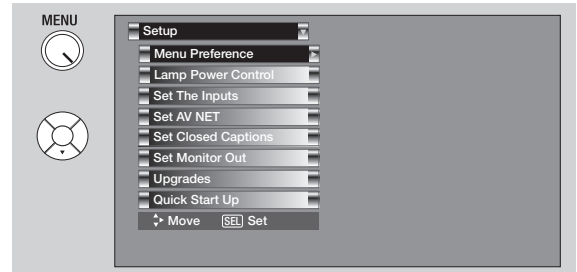 MENU
Setup
Menu Preference
Lamp Power Control
Set The Inputs
Set AV NET
Set Closed Captions
Set Monitor Out
Upgrades
Quick Start Up
Move SEL Set